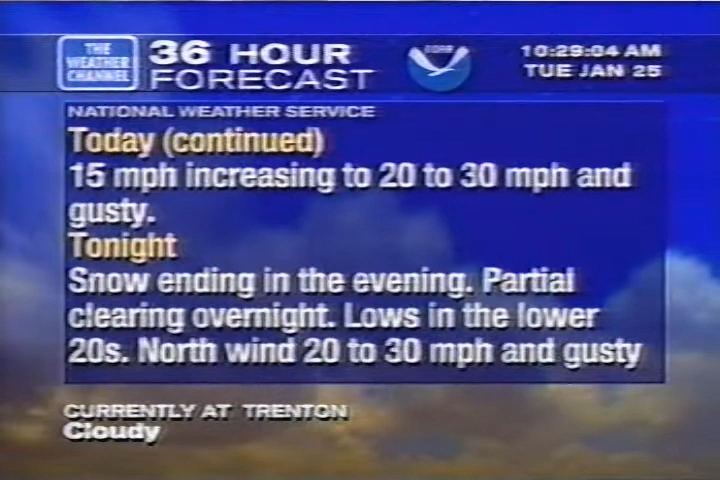 THE
WEATHER
CHANNEL
36 HOUR
FORECAST
10:29:04 AM
TUE JAN 25
NATIONAL WEATHER SERVICE
Today (continued)
15 mph increasing to 20 to 30 mph and
gusty.
Tonight
Snow ending in the evening. Partial
clearing overnight. Lows in the lower
20s. North wind 20 to 30 mph and gusty
CURRENTLY AT TRENTON
Cloudy